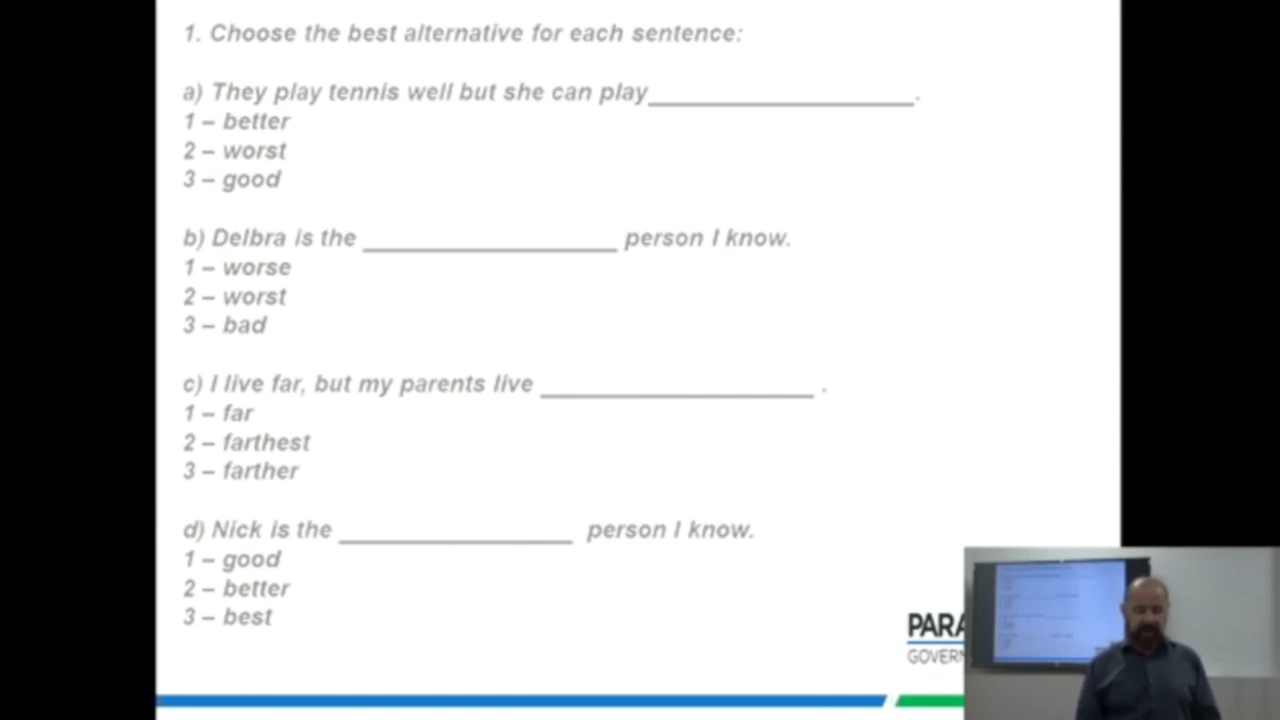 1. Choose the best alternative for each sentence:
a) They play tennis well but she can play____________________.
1 – better
2 – worst
3 – good
b) Delbra is the ___________________ person I know.
1 – worse
2 – worst
3 – bad
c) I live far, but my parents live ____________________ .
1 – far
2 – farthest
3 – farther
d) Nick is the _________________ person I know.
1 – good
2 – better
3 – best